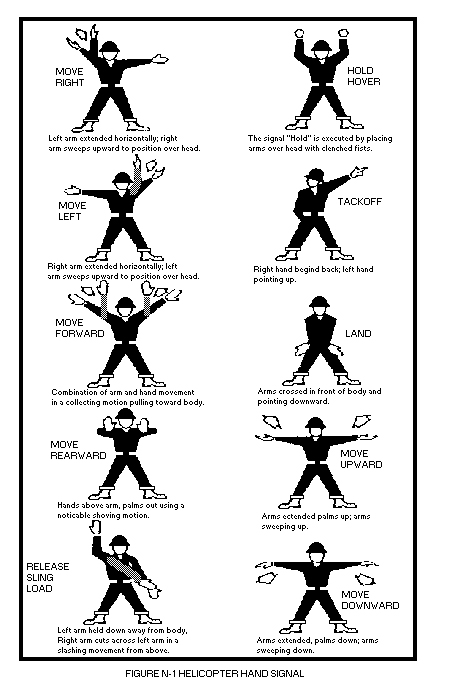 MOVE
RIGHT
Left arm extended horizontally; right
arm sweeps upward to position over head.
HOLD
HOVER
The signal "Hold" is executed by placing
arms over head with clenched fists.
MOVE
LEFT
Right arm extended horizontally; left
arm sweeps upward to position over head.
TACKOFF
Right hand begind back; left hand
pointing up.
MOVE
FORWARD
Combination of arm and hand movement
in a collecting motion pulling toward body.
LAND
Arms crossed in front of body and
pointing downward.
MOVE
REARWARD
Hands above arm, palms out using a
noticable shoving motion.
MOVE
UPWARD
Arms extended palms up; arms
sweeping up.
RELEASE
SLING
LOAD
Left arm held down away from body,
Right arm cuts across left arm in a
slashing movement from above.
MOVE
DOWNWARD
Arms extended, palms down; arms
sweeping down.
FIGURE N-1 HELICOPTER HAND SIGNAL